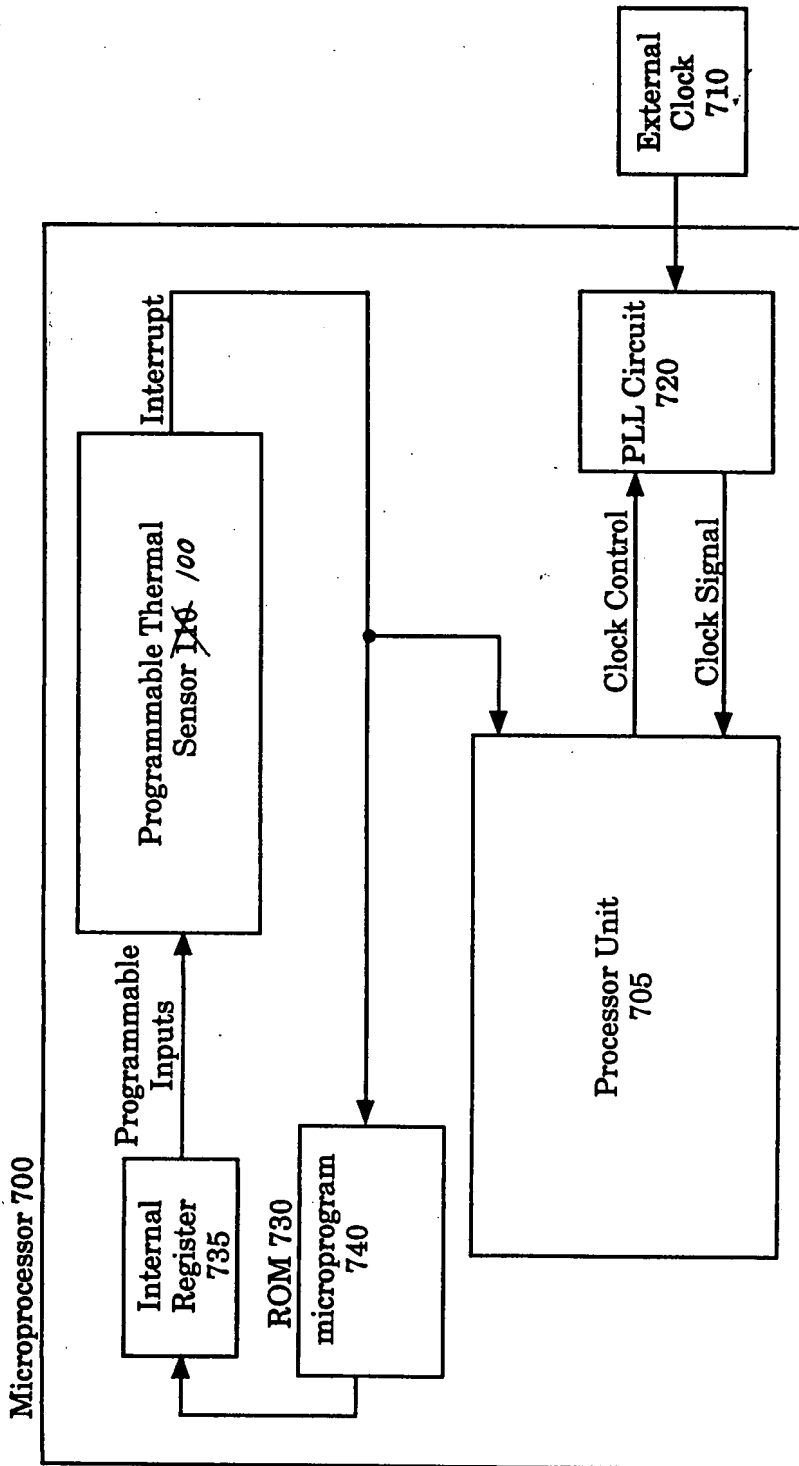 Microprocessor 700
Internal
Register
735
Programmable
Inputs
Programmable Thermal
Sensor 110 100
Interrupt
ROM 730
microprogram
740
Processor Unit
705
Clock Control
Clock Signal
PLL Circuit
720
External
Clock
710